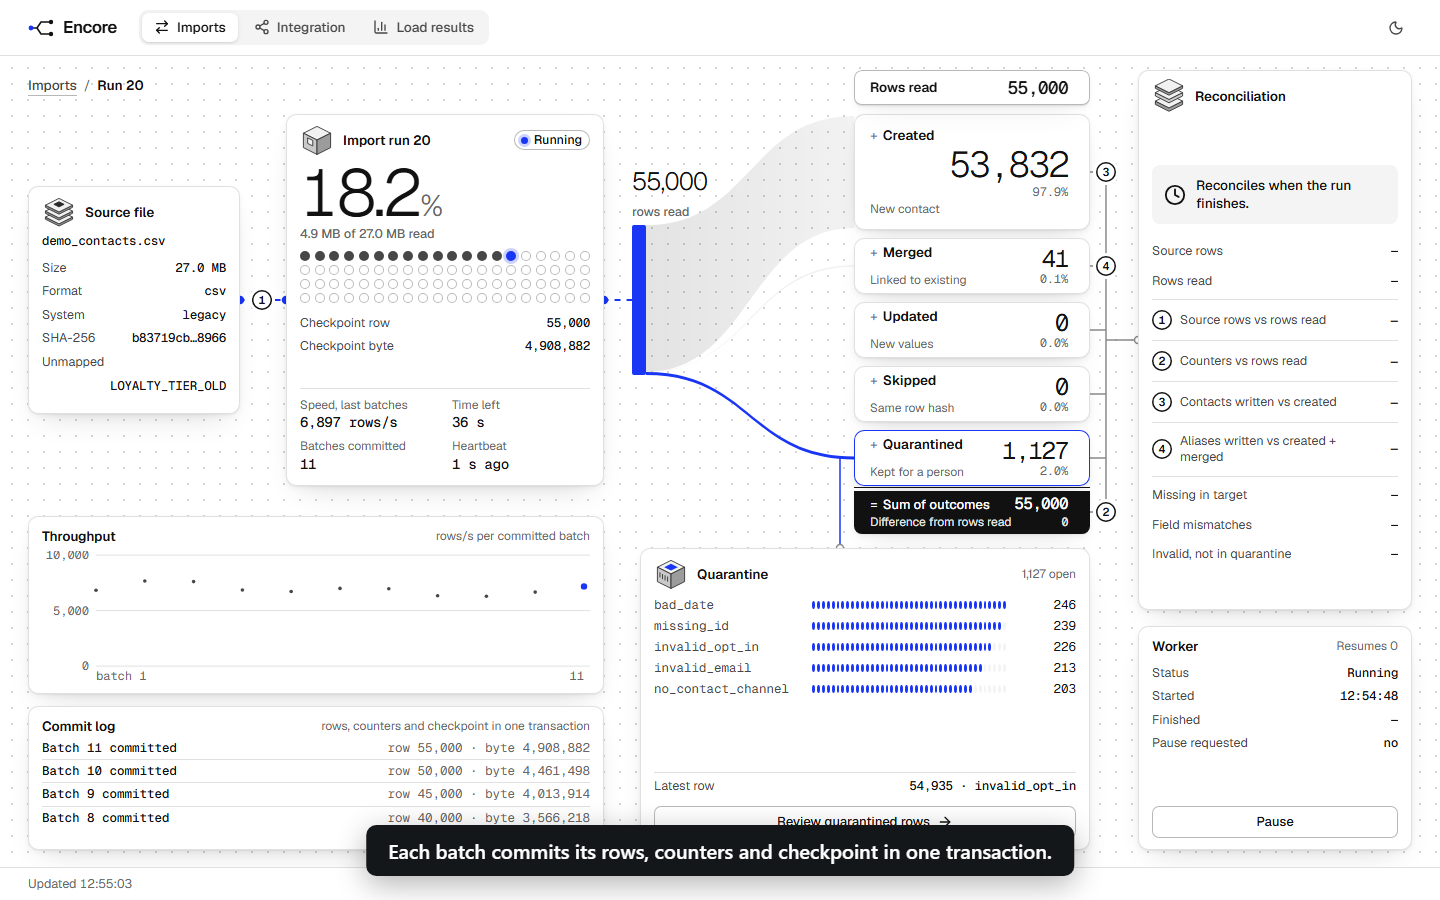 Encore
Imports
Integration
Load results
Imports / Run 20
Source file
demo_contacts.csv
Size 27.0 MB
Format csv
System legacy
SHA-256 b83719cb…8966
Unmapped
LOYALTY_TIER_OLD
1
Import run 20
Running
18.2%
4.9 MB of 27.0 MB read
Checkpoint row 55,000
Checkpoint byte 4,908,882
Speed, last batches
6,897 rows/s
Time left
36 s
Batches committed
11
Heartbeat
1 s ago
55,000
rows read
Rows read 55,000
+ Created
53,832
97.9%
New contact
+ Merged 41
Linked to existing 0.1%
+ Updated 0
New values 0.0%
+ Skipped 0
Same row hash 0.0%
+ Quarantined 1,127
Kept for a person 2.0%
= Sum of outcomes 55,000
Difference from rows read 0
3
4
2
Reconciliation
Reconciles when the run
finishes.
Source rows –
Rows read –
1 Source rows vs rows read –
2 Counters vs rows read –
3 Contacts written vs created –
4 Aliases written vs created +
merged –
Missing in target –
Field mismatches –
Invalid, not in quarantine –
Throughput rows/s per committed batch
10,000
5,000
0
batch 1 11
Commit log rows, counters and checkpoint in one transaction
Batch 11 committed row 55,000 · byte 4,908,882
Batch 10 committed row 50,000 · byte 4,461,498
Batch 9 committed row 45,000 · byte 4,013,914
Batch 8 committed row 40,000 · byte 3,566,218
Quarantine 1,127 open
bad_date 246
missing_id 239
invalid_opt_in 226
invalid_email 213
no_contact_channel 203
Latest row 54,935 · invalid_opt_in
Review quarantined rows →
Worker Resumes 0
Status Running
Started 12:54:48
Finished –
Pause requested no
Pause
Each batch commits its rows, counters and checkpoint in one transaction.
Updated 12:55:03